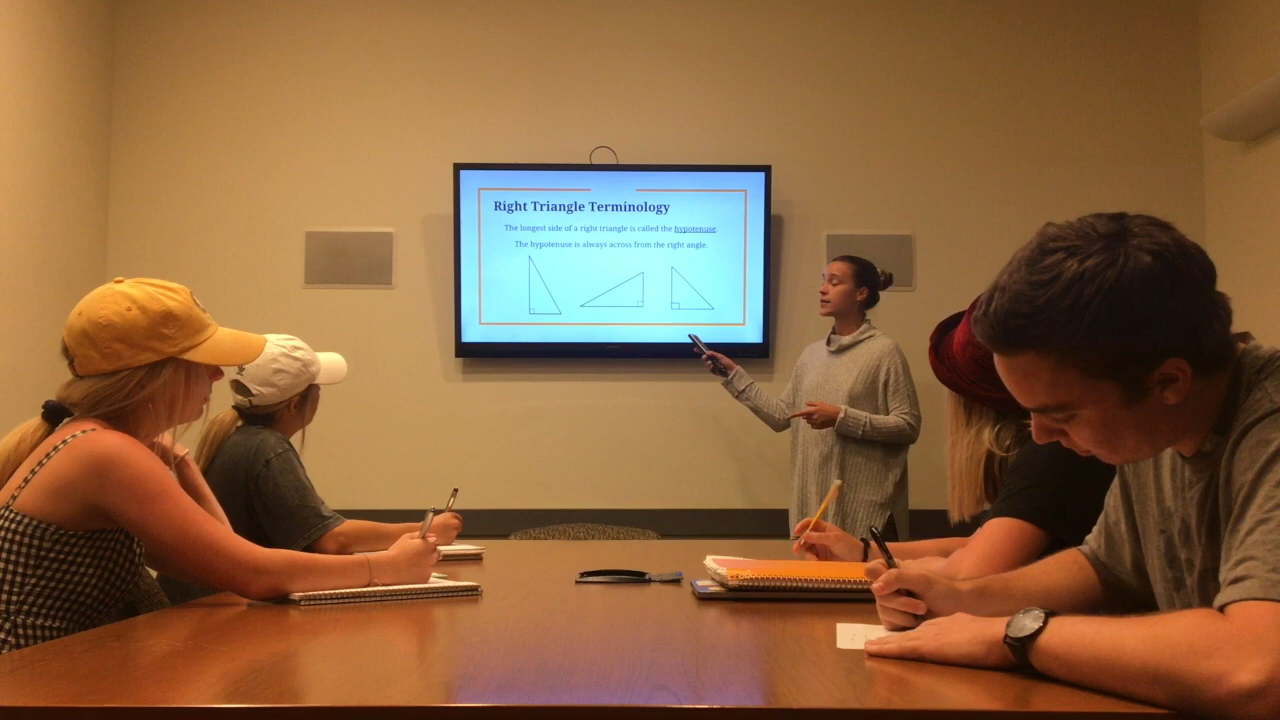 Right Triangle Terminology
The longest side of a right triangle is called the hypotenuse.
The hypotenuse is always across from the right angle.